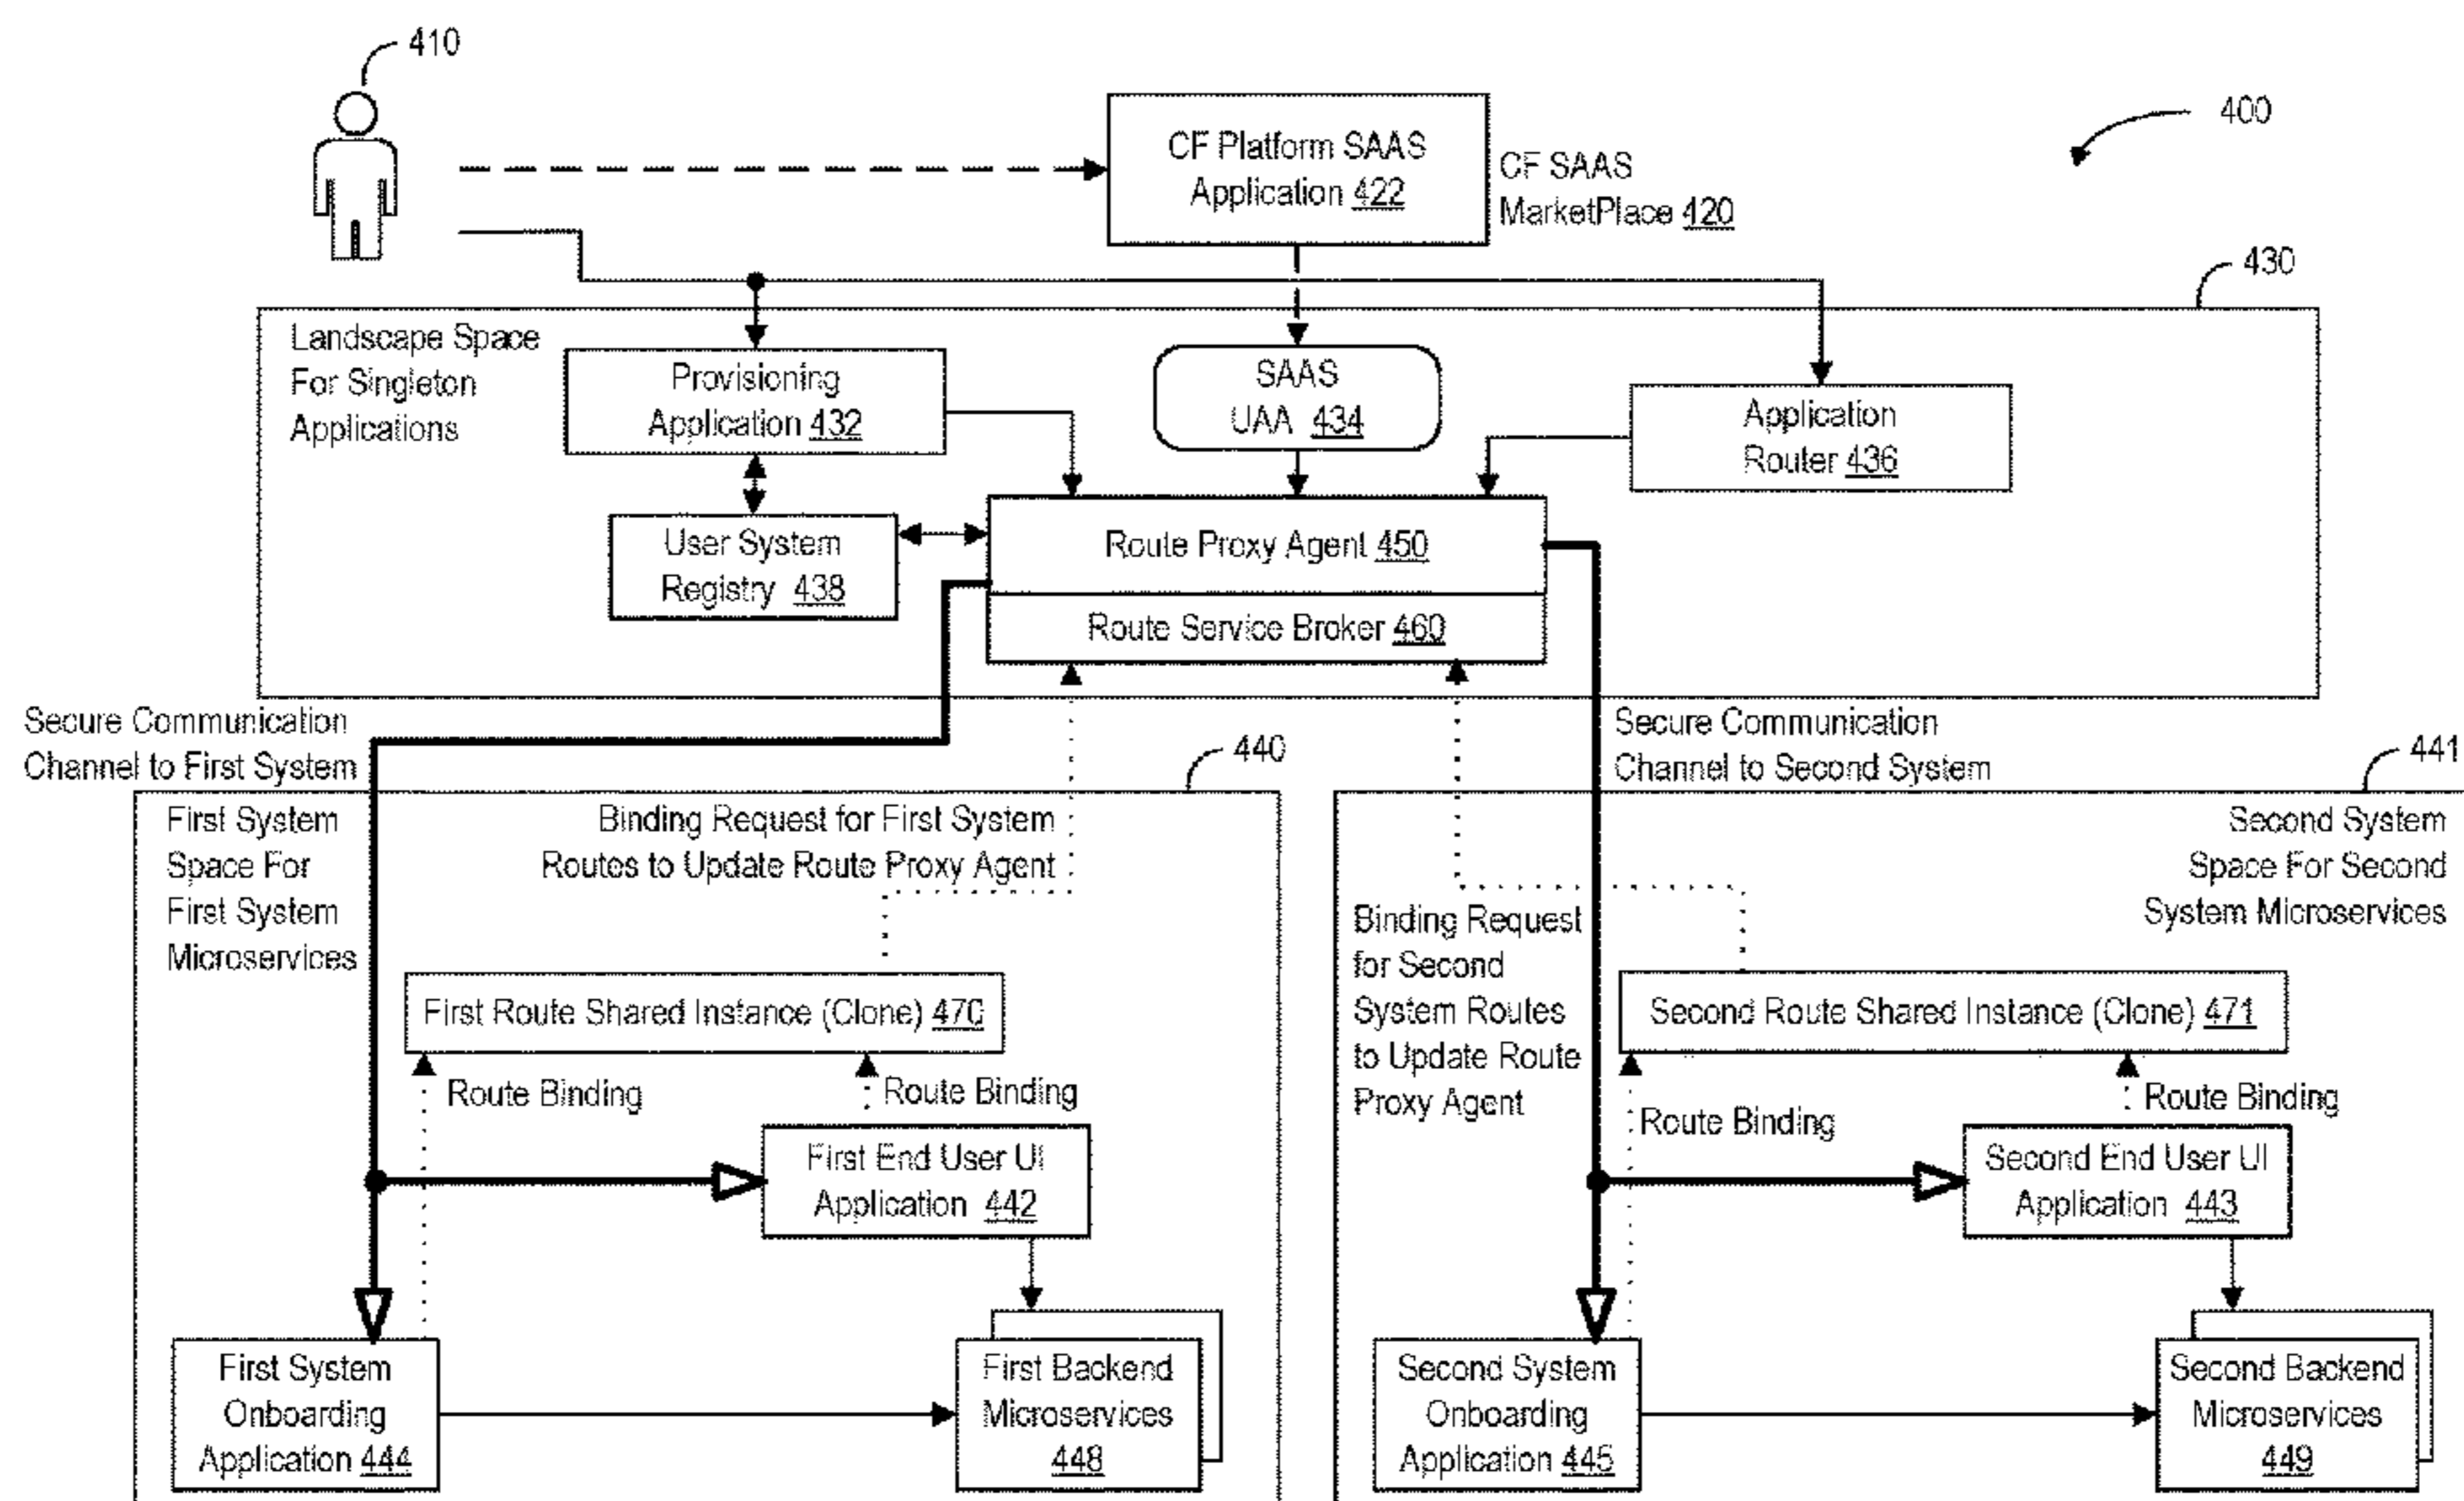 410
400
CF Platform SAAS
Application 422
CF SAAS
MarketPlace 420
430
Landscape Space
For Singleton
Applications
Provisioning
Application 432
SAAS
UAA 434
Application
Router 436
User System
Registry 438
Route Proxy Agent 450
Route Service Broker 460
Secure Communication
Channel to First System
Secure Communication
Channel to Second System
440
441
First System
Space For
First System
Microservices
Binding Request for First System
Routes to Update Route Proxy Agent
Second System
Space For Second
System Microservices
Binding Request
for Second
System Routes
to Update Route
Proxy Agent
First Route Shared Instance (Clone) 470
Second Route Shared Instance (Clone) 471
Route Binding
Route Binding
Route Binding
Route Binding
First End User UI
Application 442
Second End User UI
Application 443
First System
Onboarding
Application 444
First Backend
Microservices
448
Second System
Onboarding
Application 445
Second Backend
Microservices
449